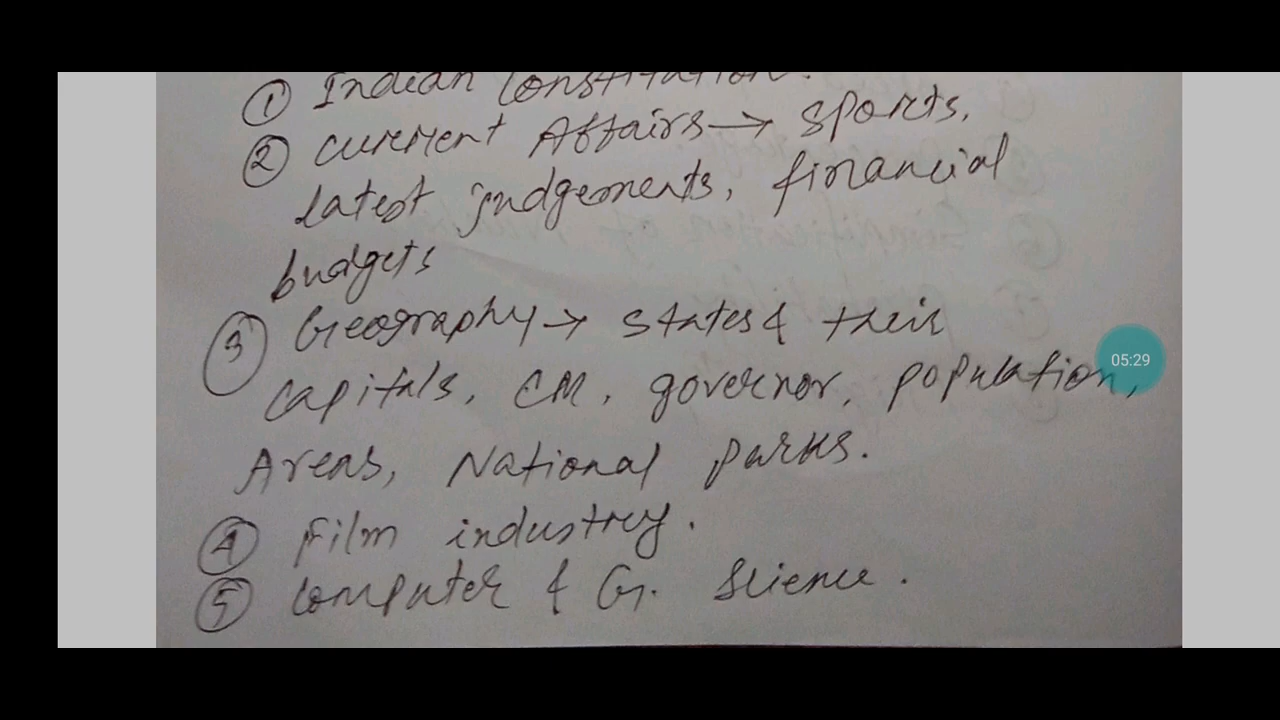 ① Indian Constitution.
② Current Affairs → Sports,
Latest judgements, financial
budgets
③ Geography → States & their
Capitals, CM, governor, population,
05:29
Areas, National parks.
④ Film industry.
⑤ Computer & G. Science.